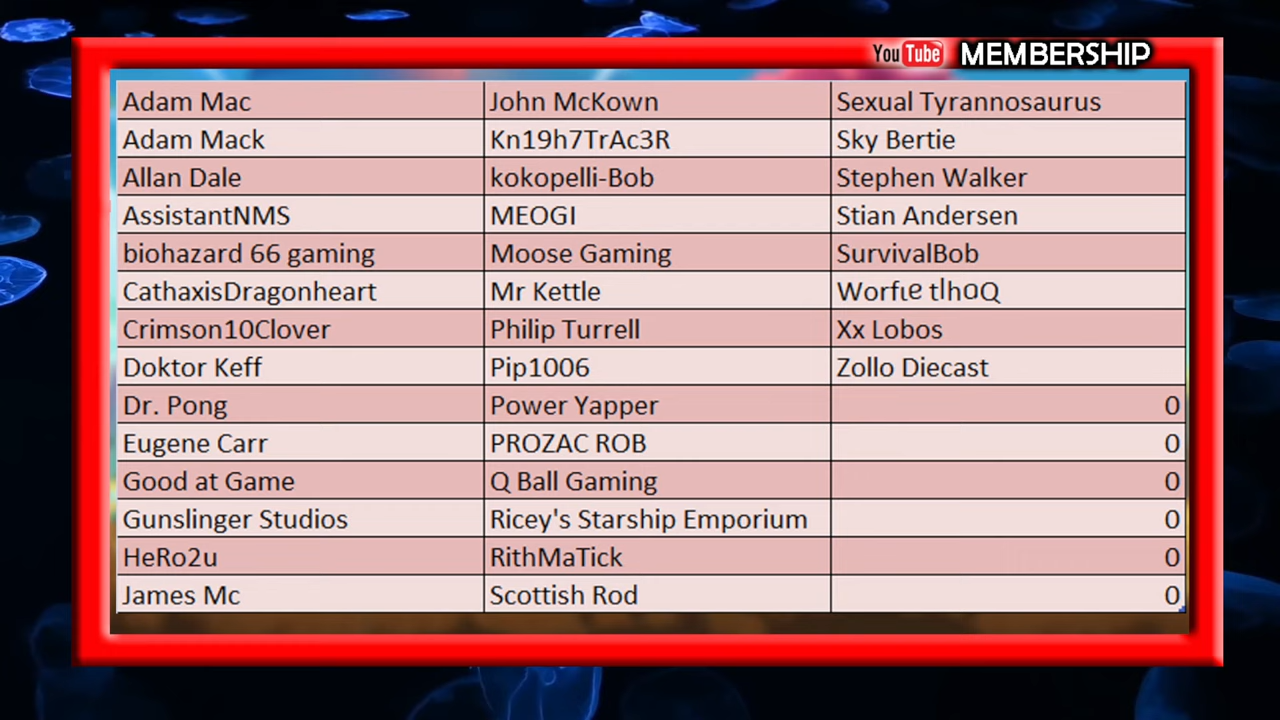 YouTube MEMBERSHIP
Adam Mac John McKown Sexual Tyrannosaurus
Adam Mack Kn19h7TrAc3R Sky Bertie
Allan Dale kokopelli-Bob Stephen Walker
AssistantNMS MEOGI Stian Andersen
biohazard 66 gaming Moose Gaming SurvivalBob
CathaxisDragonheart Mr Kettle
Crimson10Clover Philip Turrell Xx Lobos
Doktor Keff Pip1006 Zollo Diecast
Dr. Pong Power Yapper 0
Eugene Carr PROZAC ROB 0
Good at Game Q Ball Gaming 0
Gunslinger Studios Ricey's Starship Emporium 0
HeRo2u RithMaTick 0
James Mc Scottish Rod 0